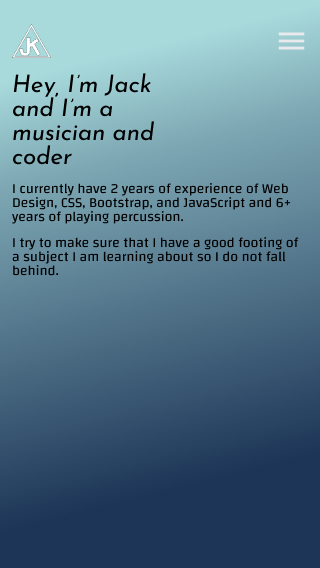 JK
Hey, I'm Jack
and I'm a
musician and
coder
I currently have 2 years of experience of Web
Design, CSS, Bootstrap, and JavaScript and 6+
years of playing percussion.
I try to make sure that I have a good footing of
a subject I am learning about so I do not fall
behind.